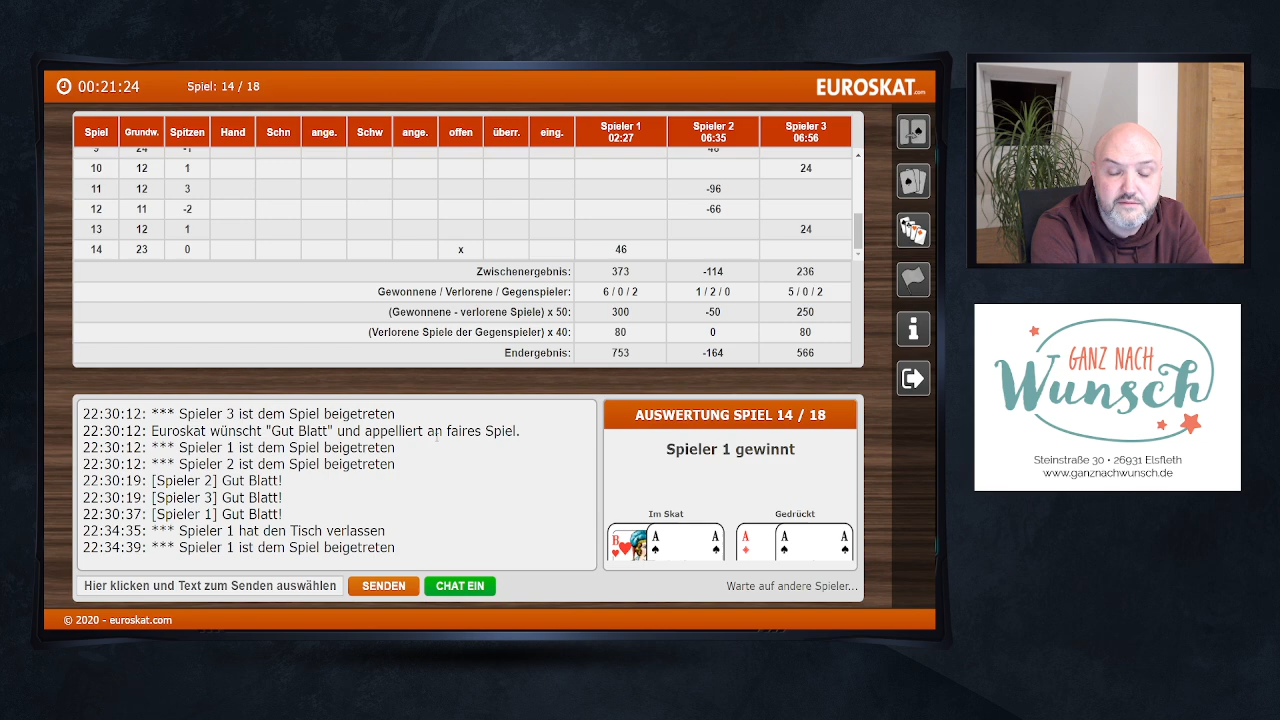 00:21:24 Spiel: 14 / 18 EUROSKAT.com
Spiel Grundw. Spitzen Hand Schn ange. Schw ange. offen überr. eing. Spieler 1 02:27 Spieler 2 06:35 Spieler 3 06:56
9 24 -1 48
10 12 1 24
11 12 3 -96
12 11 -2 -66
13 12 1 24
14 23 0 x 46
Zwischenergebnis: 373 -114 236
Gewonnene / Verlorene / Gegenspieler: 6 / 0 / 2 1 / 2 / 0 5 / 0 / 2
(Gewonnene - verlorene Spiele) x 50: 300 -50 250
(Verlorene Spiele der Gegenspieler) x 40: 80 0 80
Endergebnis: 753 -164 566
22:30:12: *** Spieler 3 ist dem Spiel beigetreten
22:30:12: Euroskat wünscht "Gut Blatt" und appelliert an faires Spiel.
22:30:12: *** Spieler 1 ist dem Spiel beigetreten
22:30:12: *** Spieler 2 ist dem Spiel beigetreten
22:30:19: [Spieler 2] Gut Blatt!
22:30:19: [Spieler 3] Gut Blatt!
22:30:37: [Spieler 1] Gut Blatt!
22:34:35: *** Spieler 1 hat den Tisch verlassen
22:34:39: *** Spieler 1 ist dem Spiel beigetreten
Hier klicken und Text zum Senden auswählen SENDEN CHAT EIN
AUSWERTUNG SPIEL 14 / 18
Spieler 1 gewinnt
Im Skat Gedrückt
B A A A A A
Warte auf andere Spieler...
© 2020 - euroskat.com
GANZ NACH
Wunsch
Steinstraße 30 • 26931 Elsfleth
www.ganznachwunsch.de